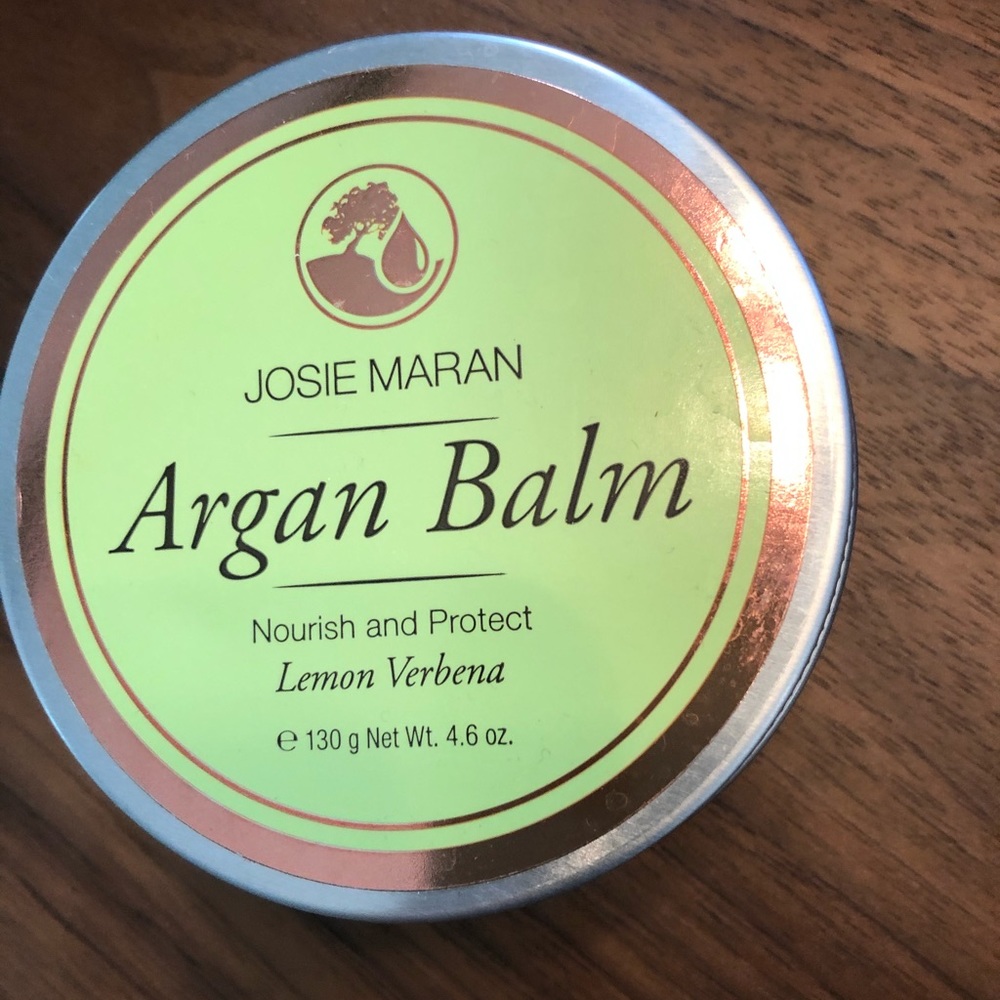 JOSIE MARAN
Argan Balm
Nourish and Protect
Lemon Verbena
℮ 130 g Net Wt. 4.6 oz.